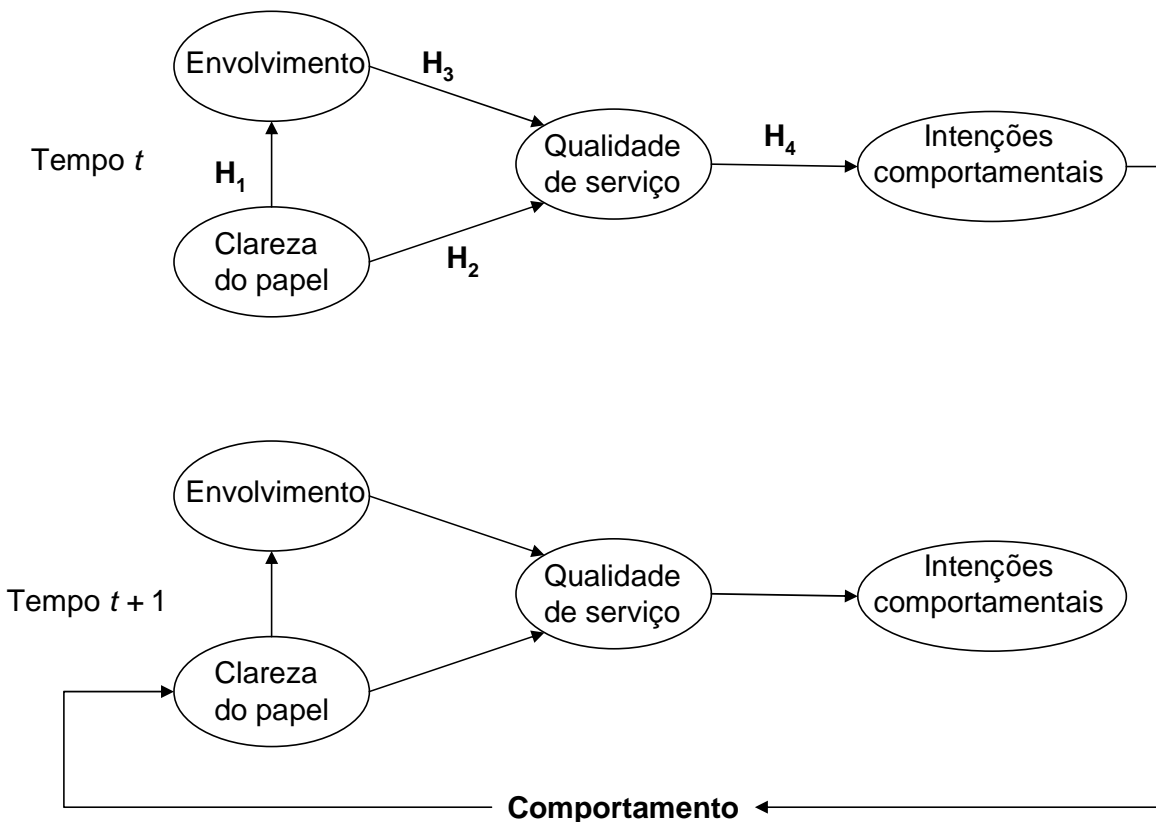 Envolvimento
H3
Tempo t
H1
Qualidade
de serviço
H4
Intenções
comportamentais
Clareza
do papel
H2
Envolvimento
Tempo t + 1
Qualidade
de serviço
Intenções
comportamentais
Clareza
do papel
Comportamento